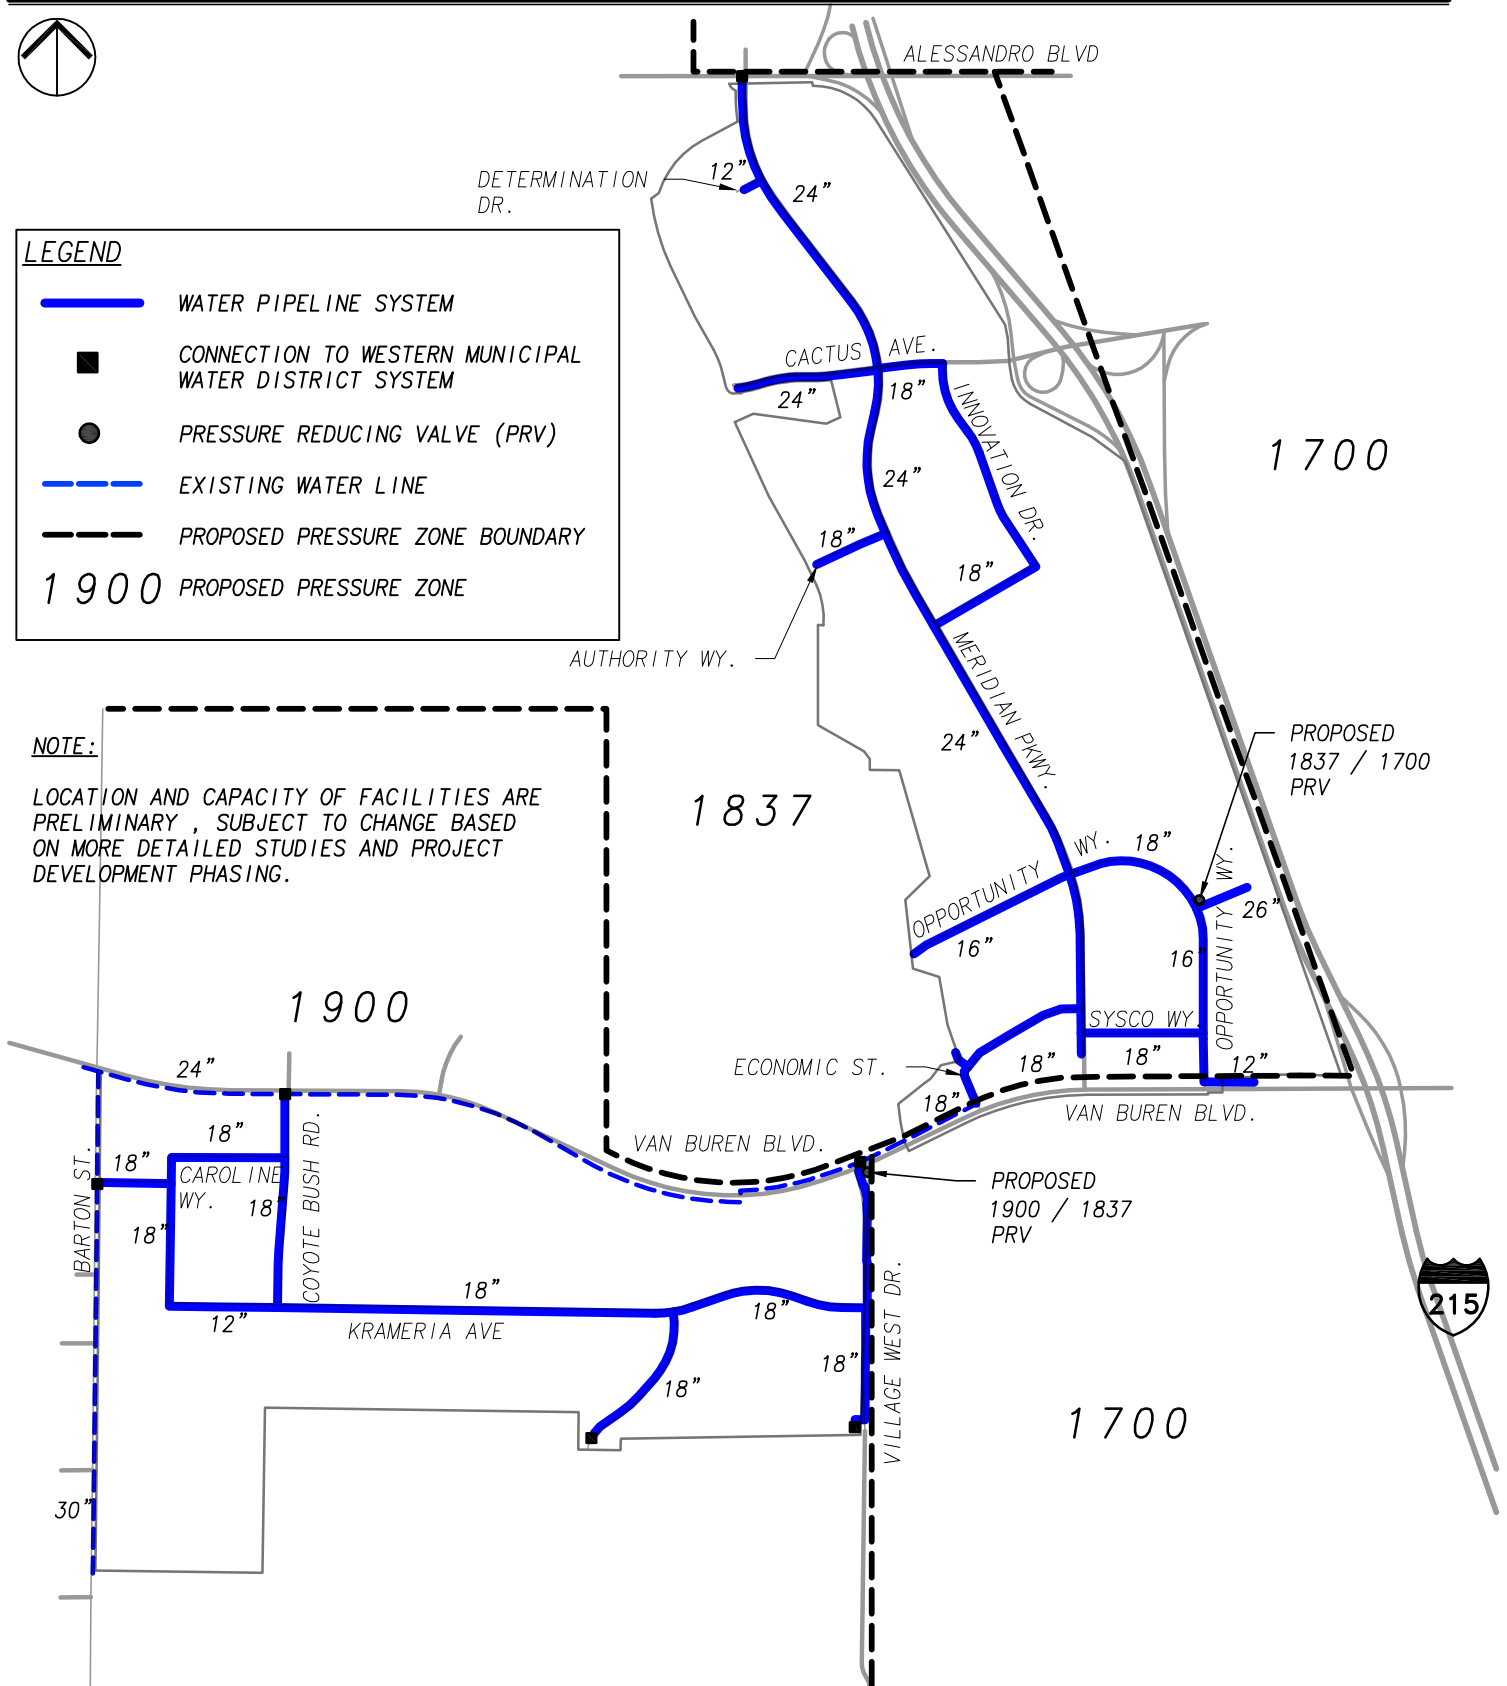 ALESSANDRO BLVD
DETERMINATION
DR.
12”
24”
LEGEND
WATER PIPELINE SYSTEM
CONNECTION TO WESTERN MUNICIPAL
WATER DISTRICT SYSTEM
PRESSURE REDUCING VALVE (PRV)
EXISTING WATER LINE
PROPOSED PRESSURE ZONE BOUNDARY
1900 PROPOSED PRESSURE ZONE
CACTUS AVE.
24”
18”
INNOVATION DR.
1700
24”
18”
18”
AUTHORITY WY.
MERIDIAN PKWY.
24”
NOTE:
LOCATION AND CAPACITY OF FACILITIES ARE
PRELIMINARY , SUBJECT TO CHANGE BASED
ON MORE DETAILED STUDIES AND PROJECT
DEVELOPMENT PHASING.
PROPOSED
1837 / 1700
PRV
1837
OPPORTUNITY WY.
18”
OPPORTUNITY WY.
26”
16”
16”
1900
SYSCO WY.
ECONOMIC ST.
18”
18”
12”
18”
24”
VAN BUREN BLVD.
VAN BUREN BLVD.
18”
18”
CAROLINE
WY.
BARTON ST.
18”
18”
COYOTE BUSH RD.
PROPOSED
1900 / 1837
PRV
18”
12”
KRAMERIA AVE
18”
18”
18”
VILLAGE WEST DR.
215
1700
30”